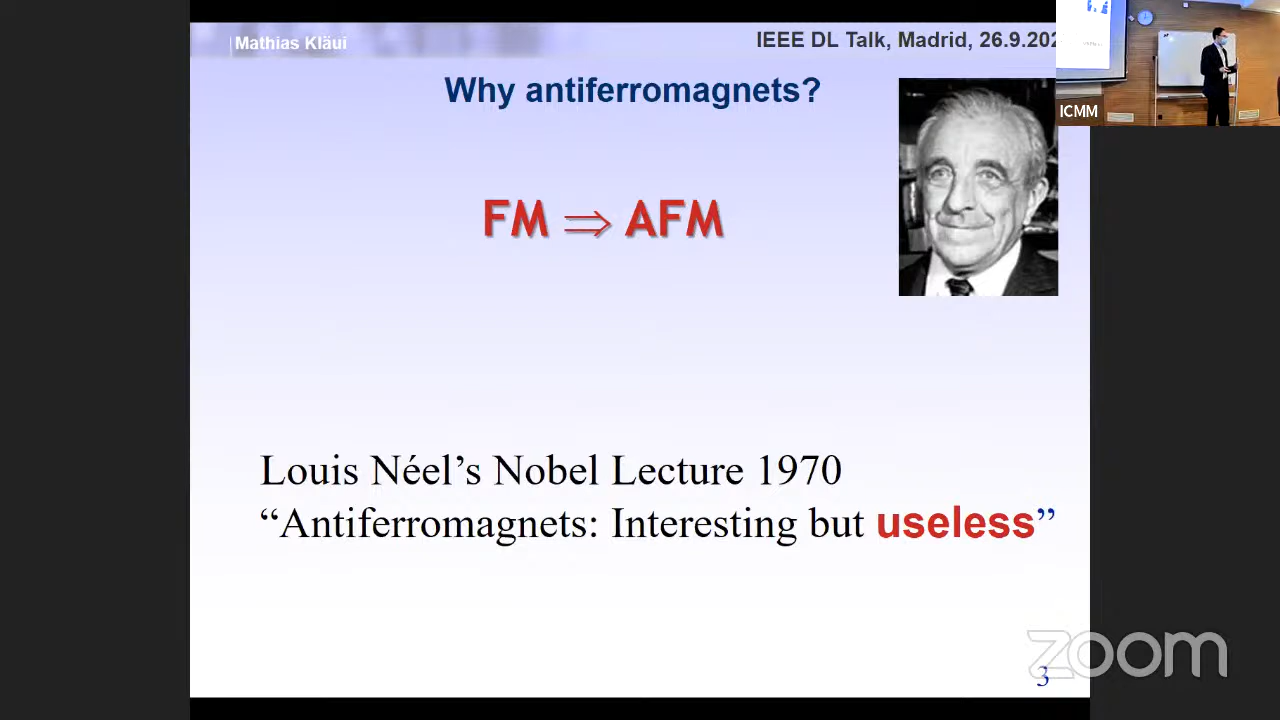 Mathias Kläui
IEEE DL Talk, Madrid, 26.9.202
Why antiferromagnets?
ICMM
FM ⇒ AFM
Louis Néel’s Nobel Lecture 1970
“Antiferromagnets: Interesting but useless”
zoom
3